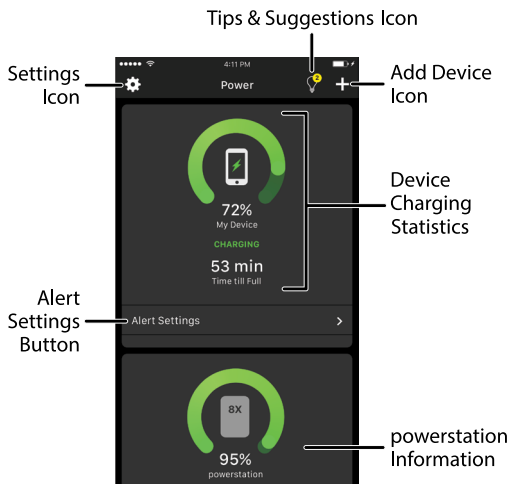 Tips & Suggestions Icon
Settings
Icon
4:11 PM
Power
2
Add Device
Icon
72%
My Device
CHARGING
53 min
Time till Full
Device
Charging
Statistics
Alert
Settings
Button
Alert Settings
8X
95%
powerstation
powerstation
Information